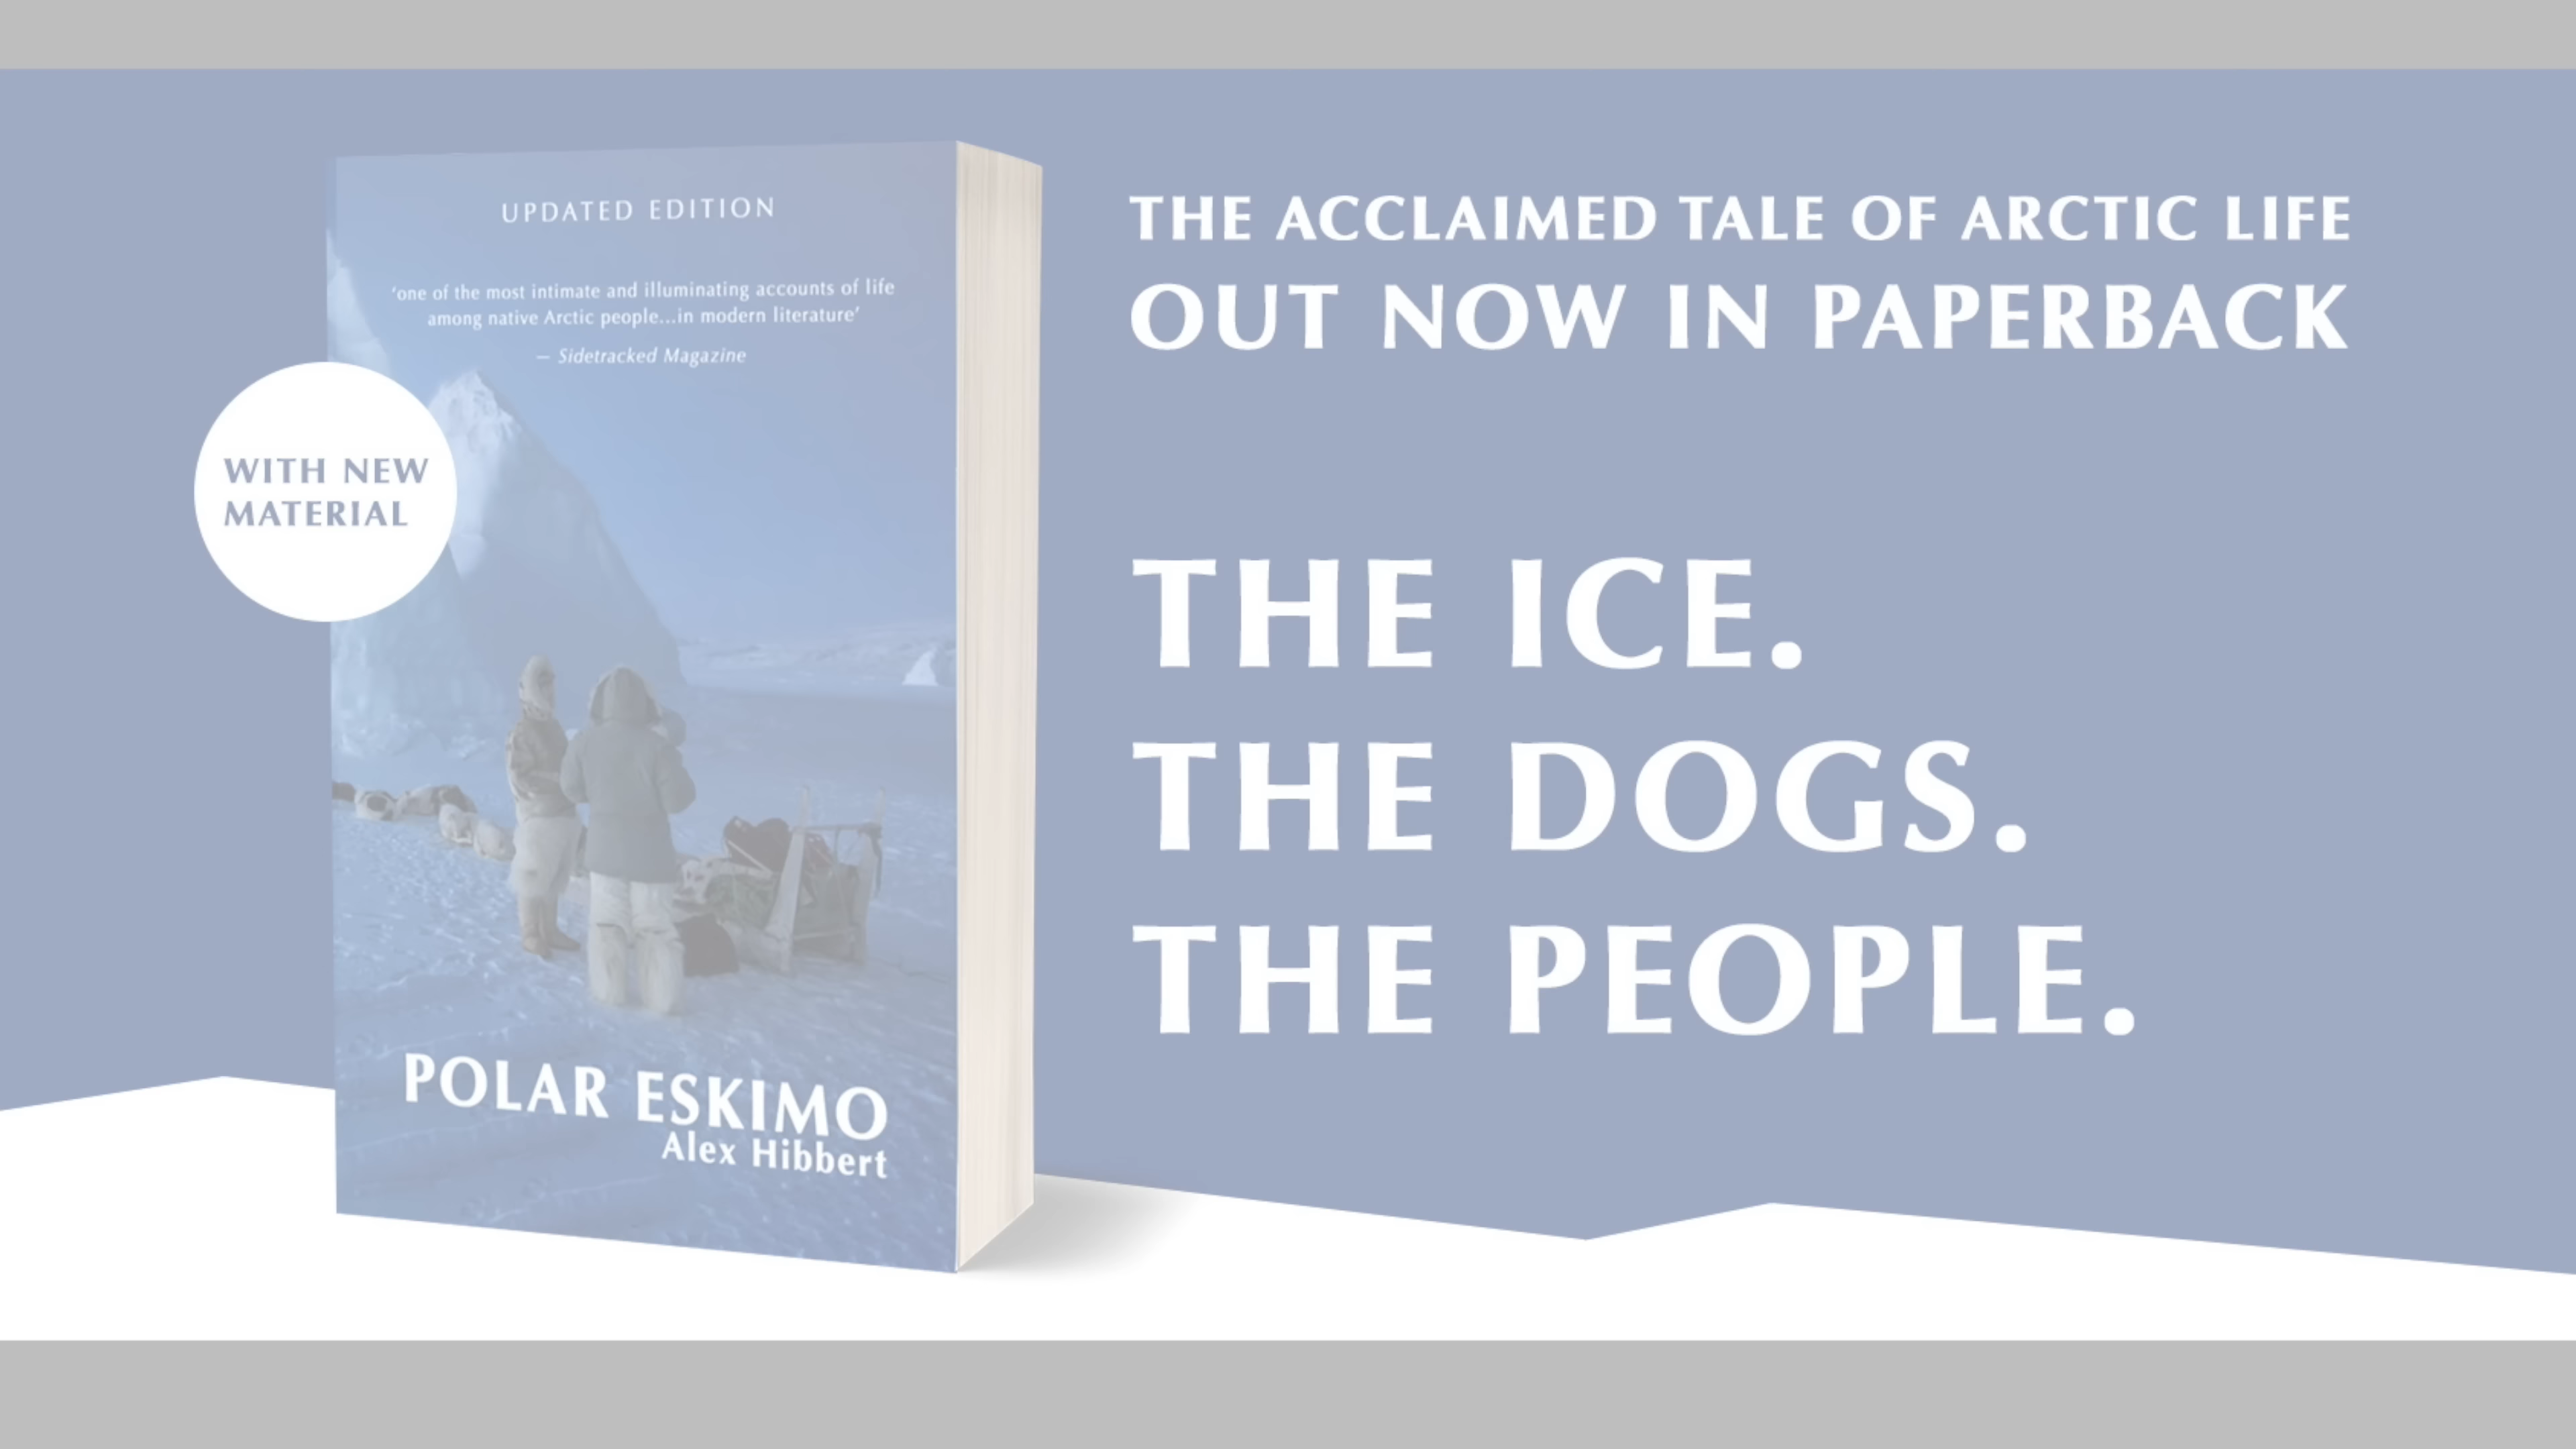 UPDATED EDITION
'one of the most intimate and illuminating accounts of life
among native Arctic people...in modern literature'
– Sidetracked Magazine
WITH NEW
MATERIAL
POLAR ESKIMO
Alex Hibbert
THE ACCLAIMED TALE OF ARCTIC LIFE
OUT NOW IN PAPERBACK
THE ICE.
THE DOGS.
THE PEOPLE.